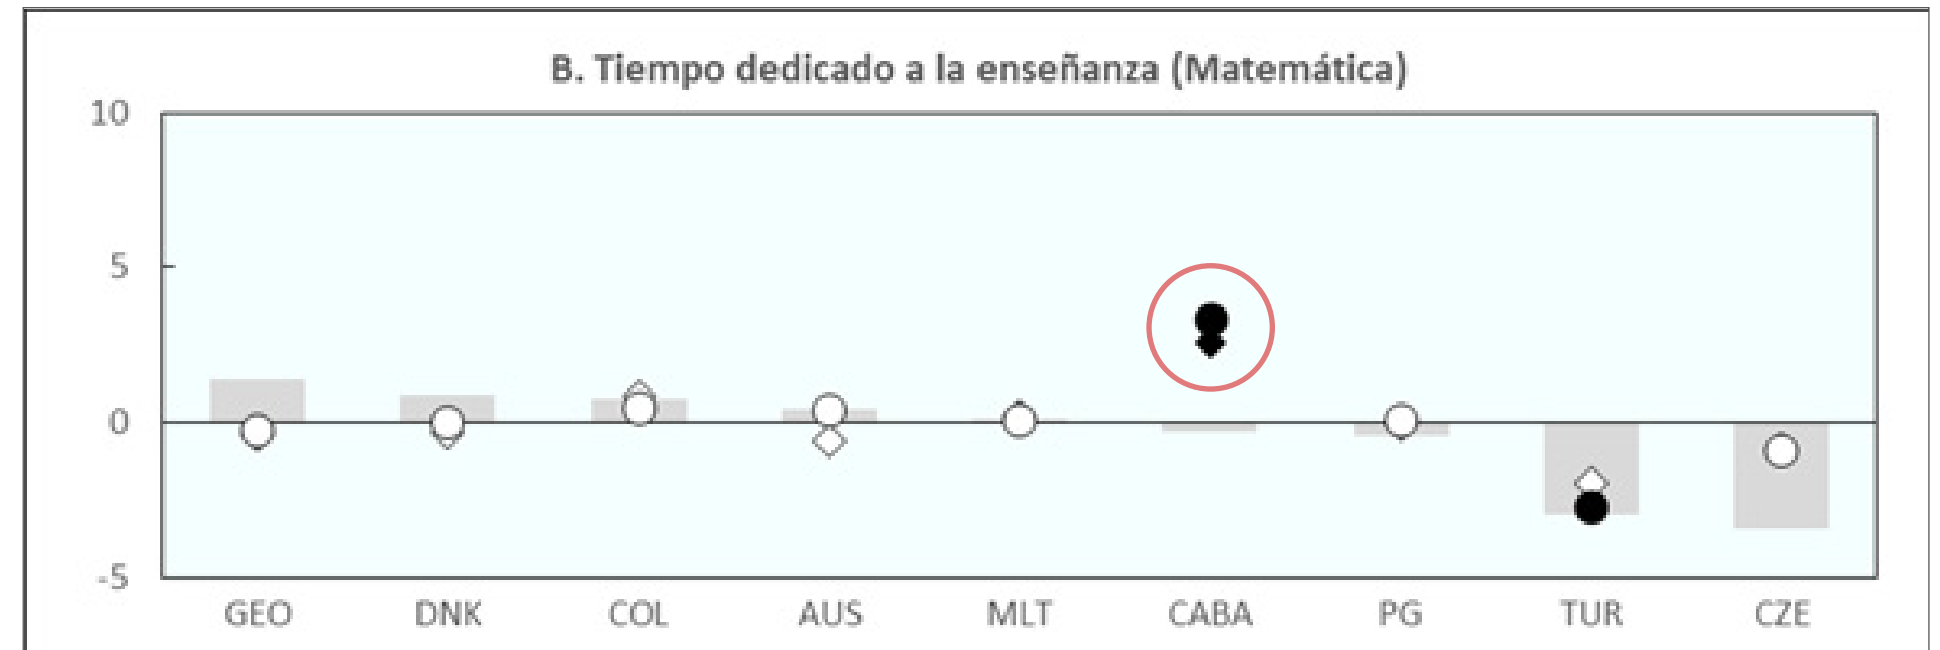 B. Tiempo dedicado a la enseñanza (Matemática)
10
5
0
-5
GEO DNK COL AUS MLT CABA PG TUR CZE